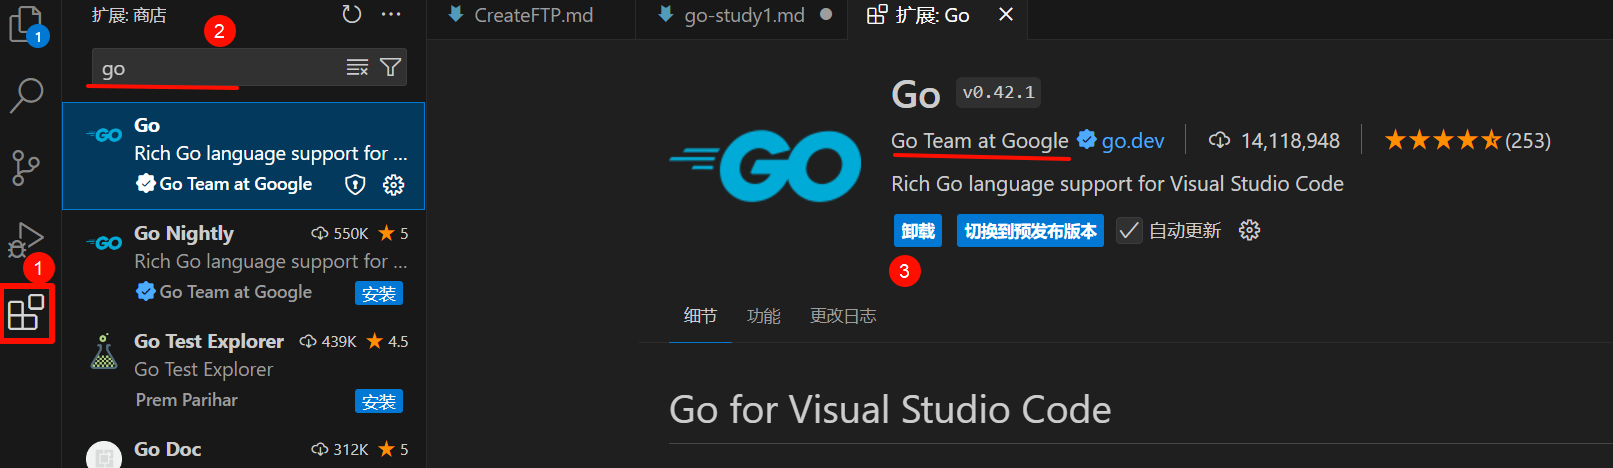 扩展: 商店
2
1
go
Go
Rich Go language support for ...
Go Team at Google
Go Nightly 550K 5
Rich Go language support for ...
Go Team at Google 安装
1
Go Test Explorer 439K 4.5
Go Test Explorer
Prem Parihar 安装
Go Doc 312K 5
CreateFTP.md go-study1.md 扩展: Go
GO
Go v0.42.1
Go Team at Google go.dev 14,118,948 (253)
Rich Go language support for Visual Studio Code
卸载 切换到预发布版本 自动更新
3
细节 功能 更改日志
Go for Visual Studio Code